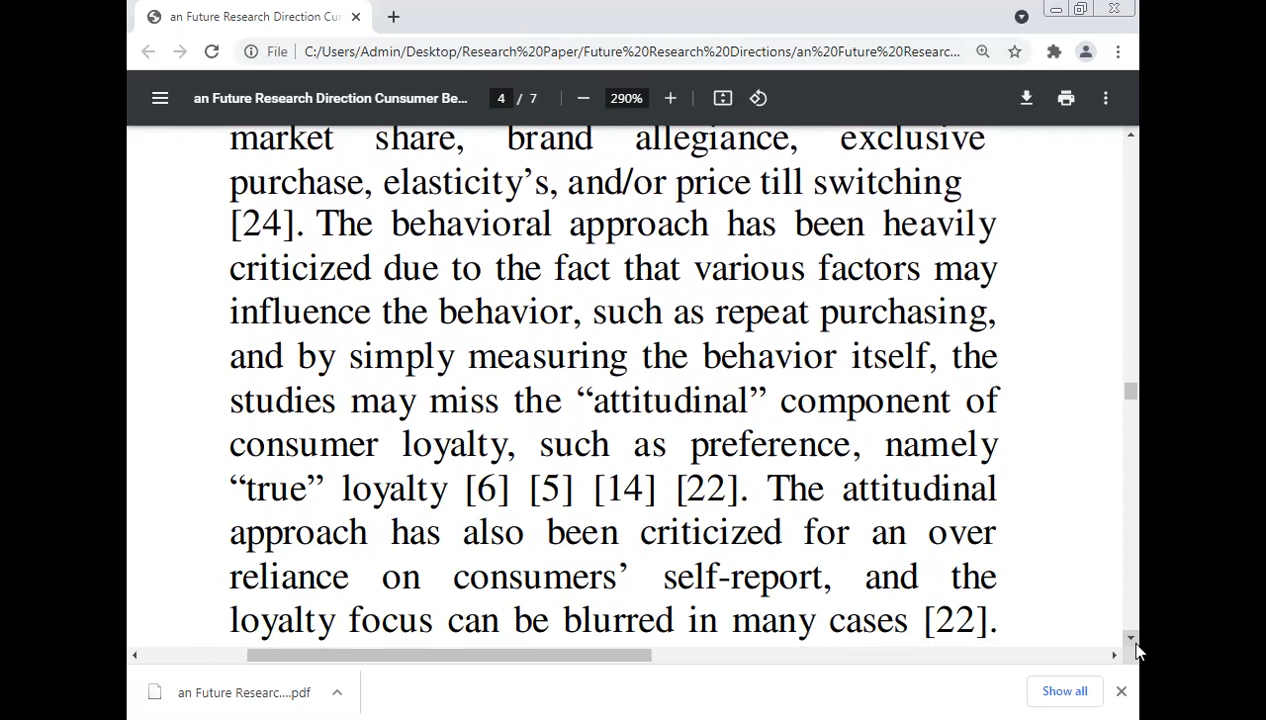 an Future Research Direction Cur
File
C:/Users/Admin/Desktop/Research%20Paper/Future%20Research%20Directions/an%20Future%20Researc...
an Future Research Direction Cunsumer Be...
4 / 7
290%
market share, brand allegiance, exclusive
purchase, elasticity’s, and/or price till switching
[24]. The behavioral approach has been heavily
criticized due to the fact that various factors may
influence the behavior, such as repeat purchasing,
and by simply measuring the behavior itself, the
studies may miss the “attitudinal” component of
consumer loyalty, such as preference, namely
“true” loyalty [6] [5] [14] [22]. The attitudinal
approach has also been criticized for an over
reliance on consumers’ self-report, and the
loyalty focus can be blurred in many cases [22].
an Future Researc....pdf
Show all